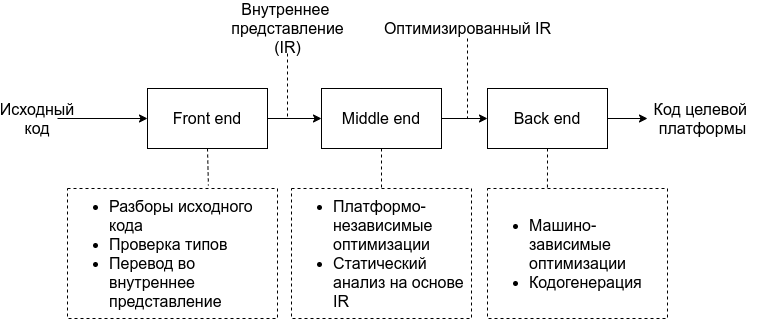 Внутреннее
представление
(IR)
Оптимизированный IR
Исходный
код
Front end
Middle end
Back end
Код целевой
платформы
• Разборы исходного
кода
• Проверка типов
• Перевод во
внутреннее
представление
• Платформо-
независимые
оптимизации
• Статический
анализ на основе
IR
• Машино-
зависимые
оптимизации
• Кодогенерация